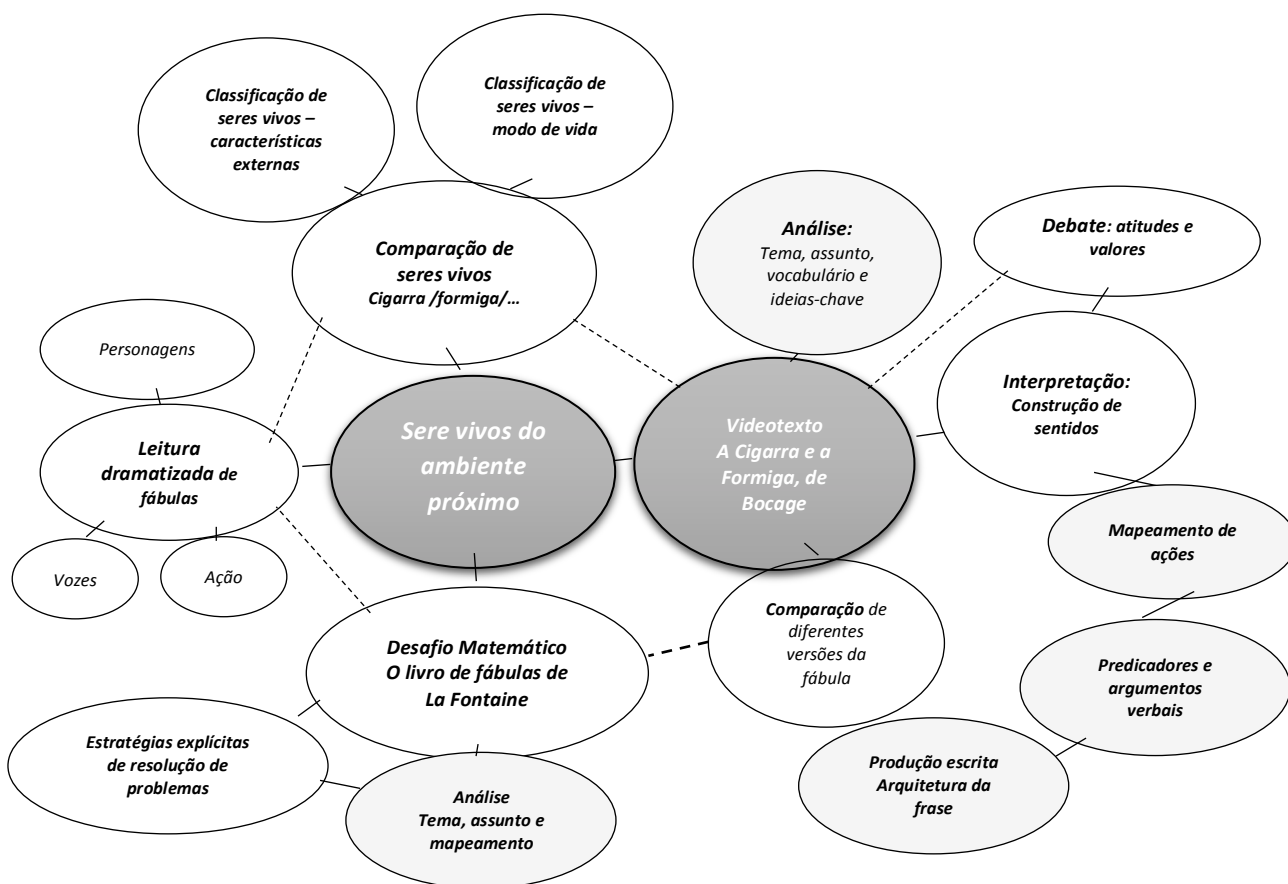 Classificação de
seres vivos –
características
externas
Classificação de
seres vivos –
modo de vida
Comparação de
seres vivos
Cigarra /formiga/…
Análise:
Tema, assunto,
vocabulário e
ideias-chave
Debate: atitudes e
valores
Personagens
Leitura
dramatizada de
fábulas
Vozes
Ação
Sere vivos do
ambiente
próximo
Videotexto
A Cigarra e a
Formiga, de
Bocage
Interpretação:
Construção de
sentidos
Mapeamento de
ações
Comparação de
diferentes
versões da
fábula
Predicadores e
argumentos
verbais
Desafio Matemático
O livro de fábulas de
La Fontaine
Estratégias explícitas
de resolução de
problemas
Análise
Tema, assunto e
mapeamento
Produção escrita
Arquitetura da
frase